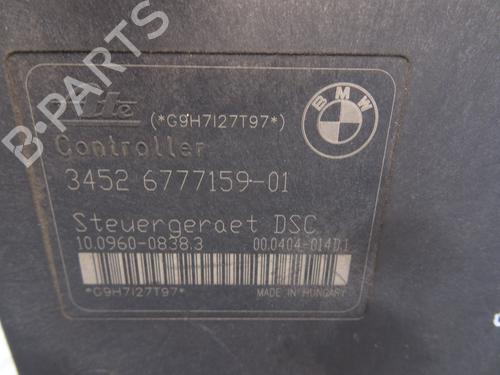 Ate (*G9H7I27T97*)
BMW
Controller
3452 6777159-01
Steuergeraet DSC
10.0960-0838.3 00.0404-014D.1
*G9H7I27T97*
MADE IN HUNGARY